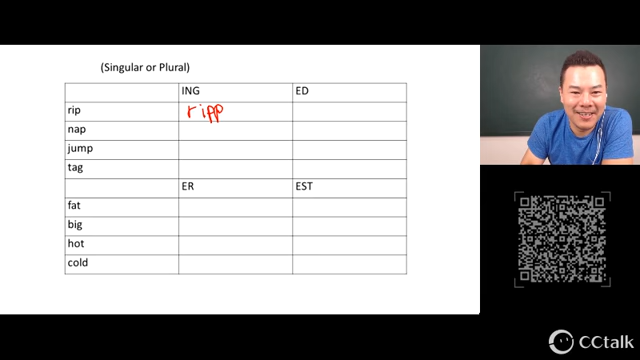 (Singular or Plural)
ING ED
rip ripp
nap
jump
tag
ER EST
fat
big
hot
cold
CCtalk